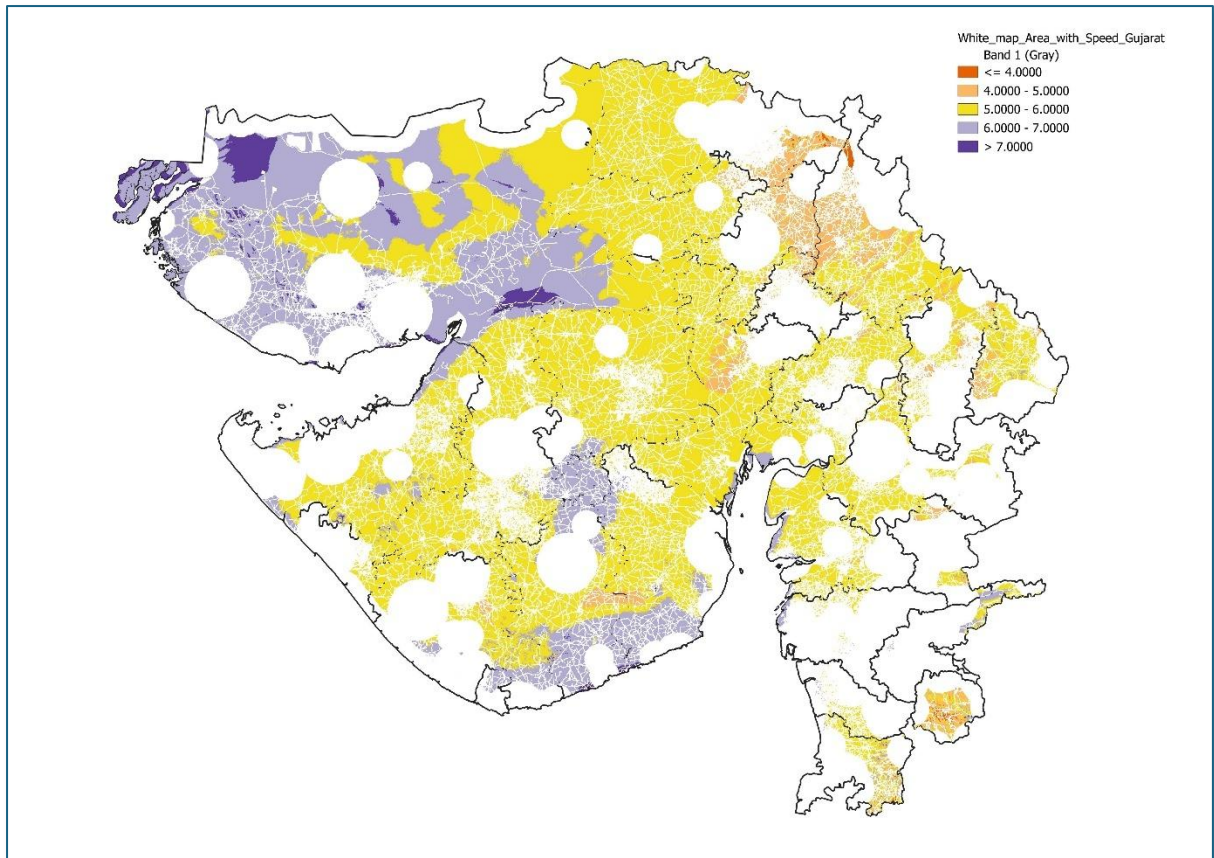 White_map_Area_with_Speed_Gujarat
Band 1 (Gray)
<= 4.0000
4.0000 - 5.0000
5.0000 - 6.0000
6.0000 - 7.0000
> 7.0000